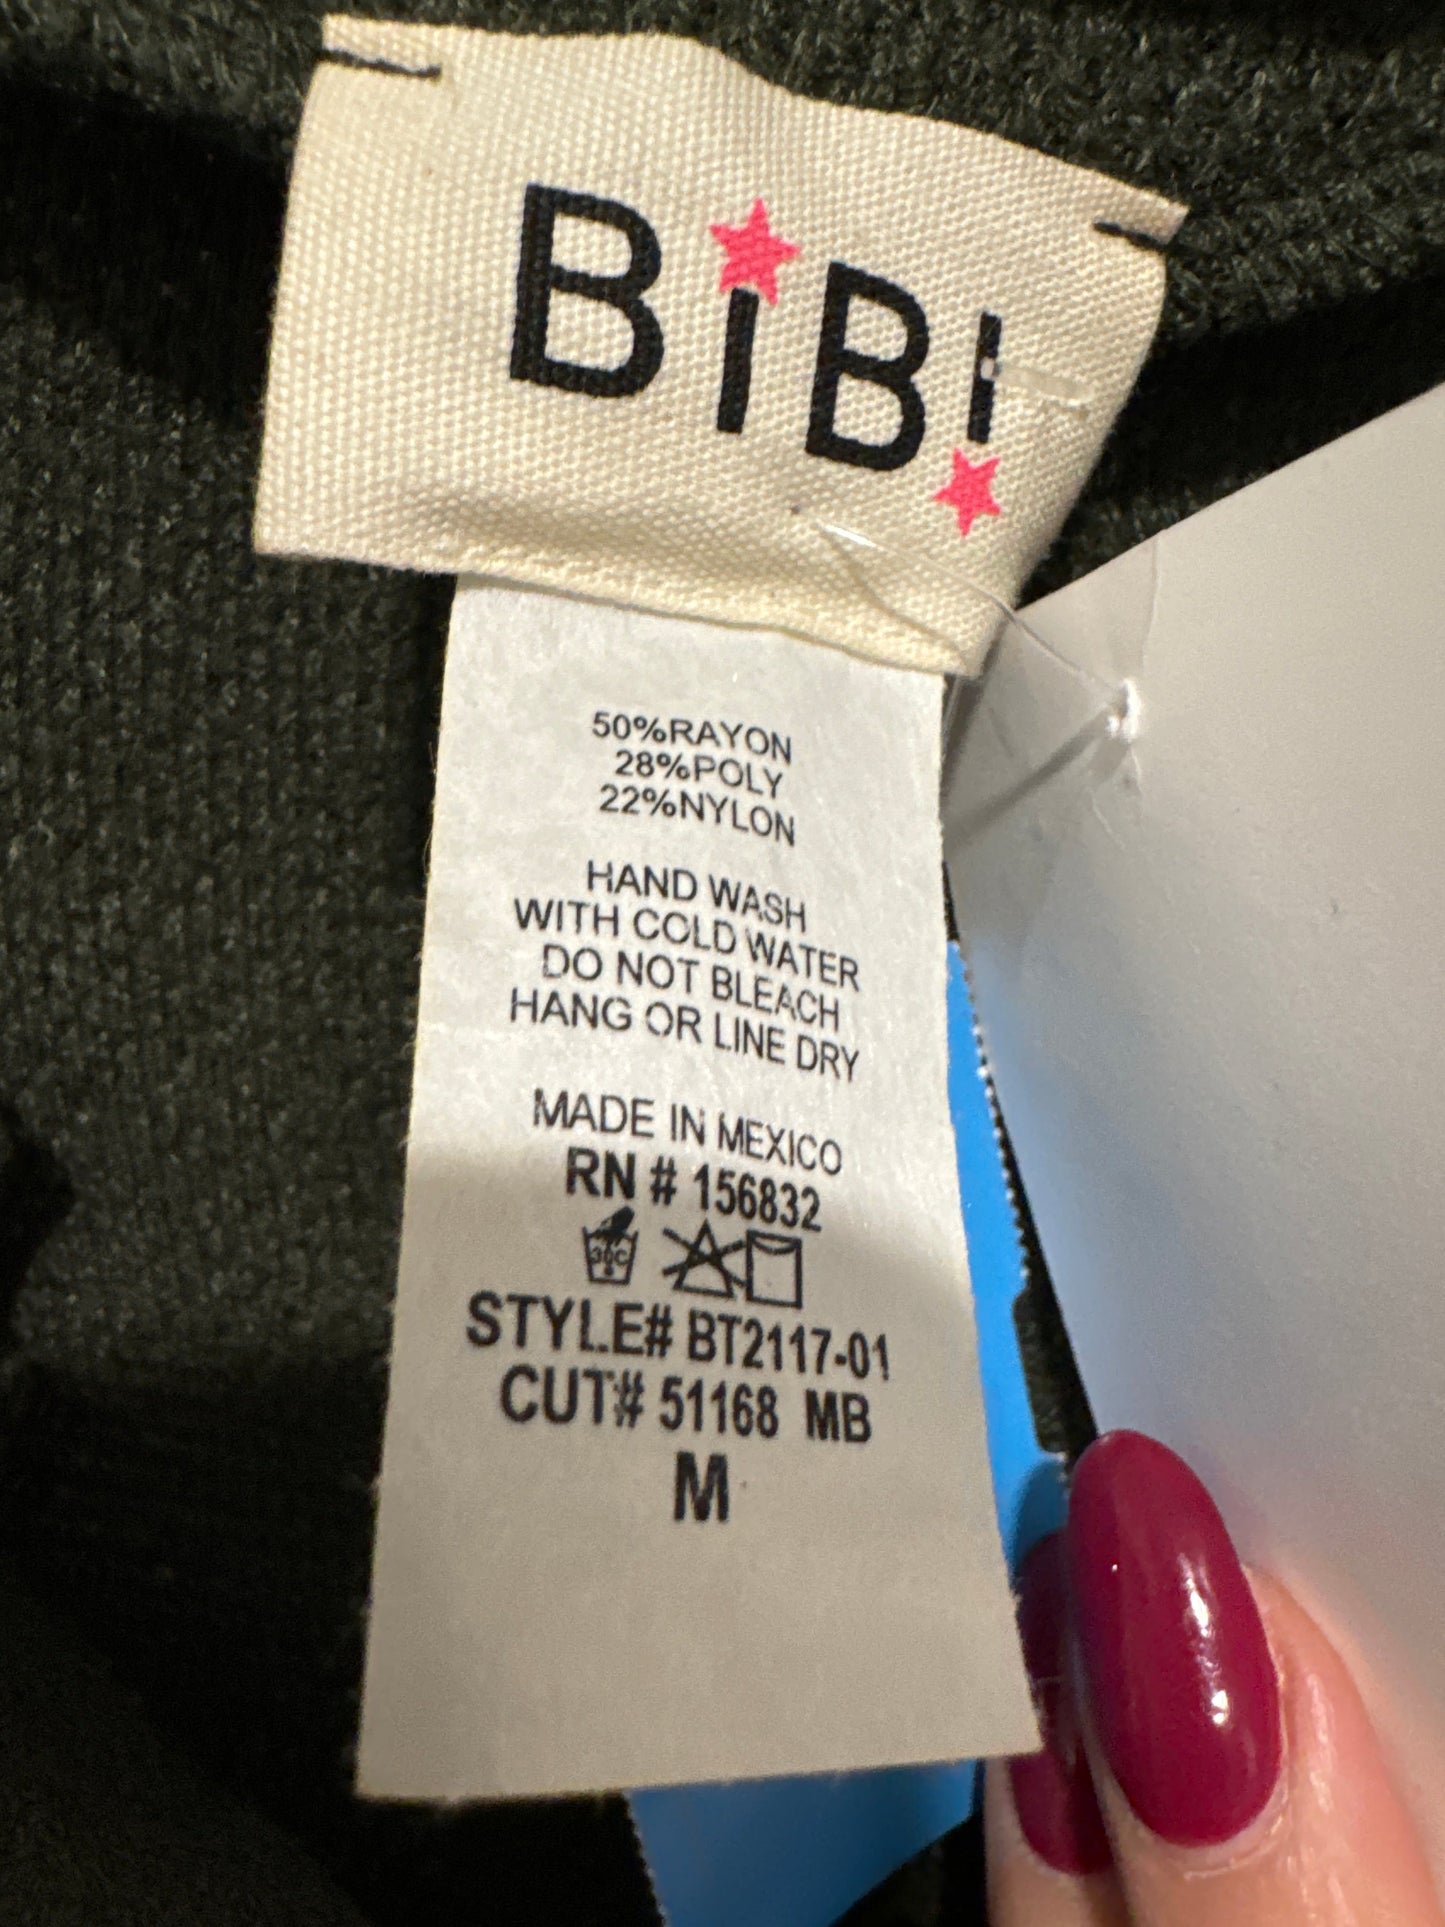 BiBi
50%RAYON
28%POLY
22%NYLON
HAND WASH
WITH COLD WATER
DO NOT BLEACH
HANG OR LINE DRY
MADE IN MEXICO
RN # 156832
30C
STYLE# BT2117-01
CUT# 51168 MB
M